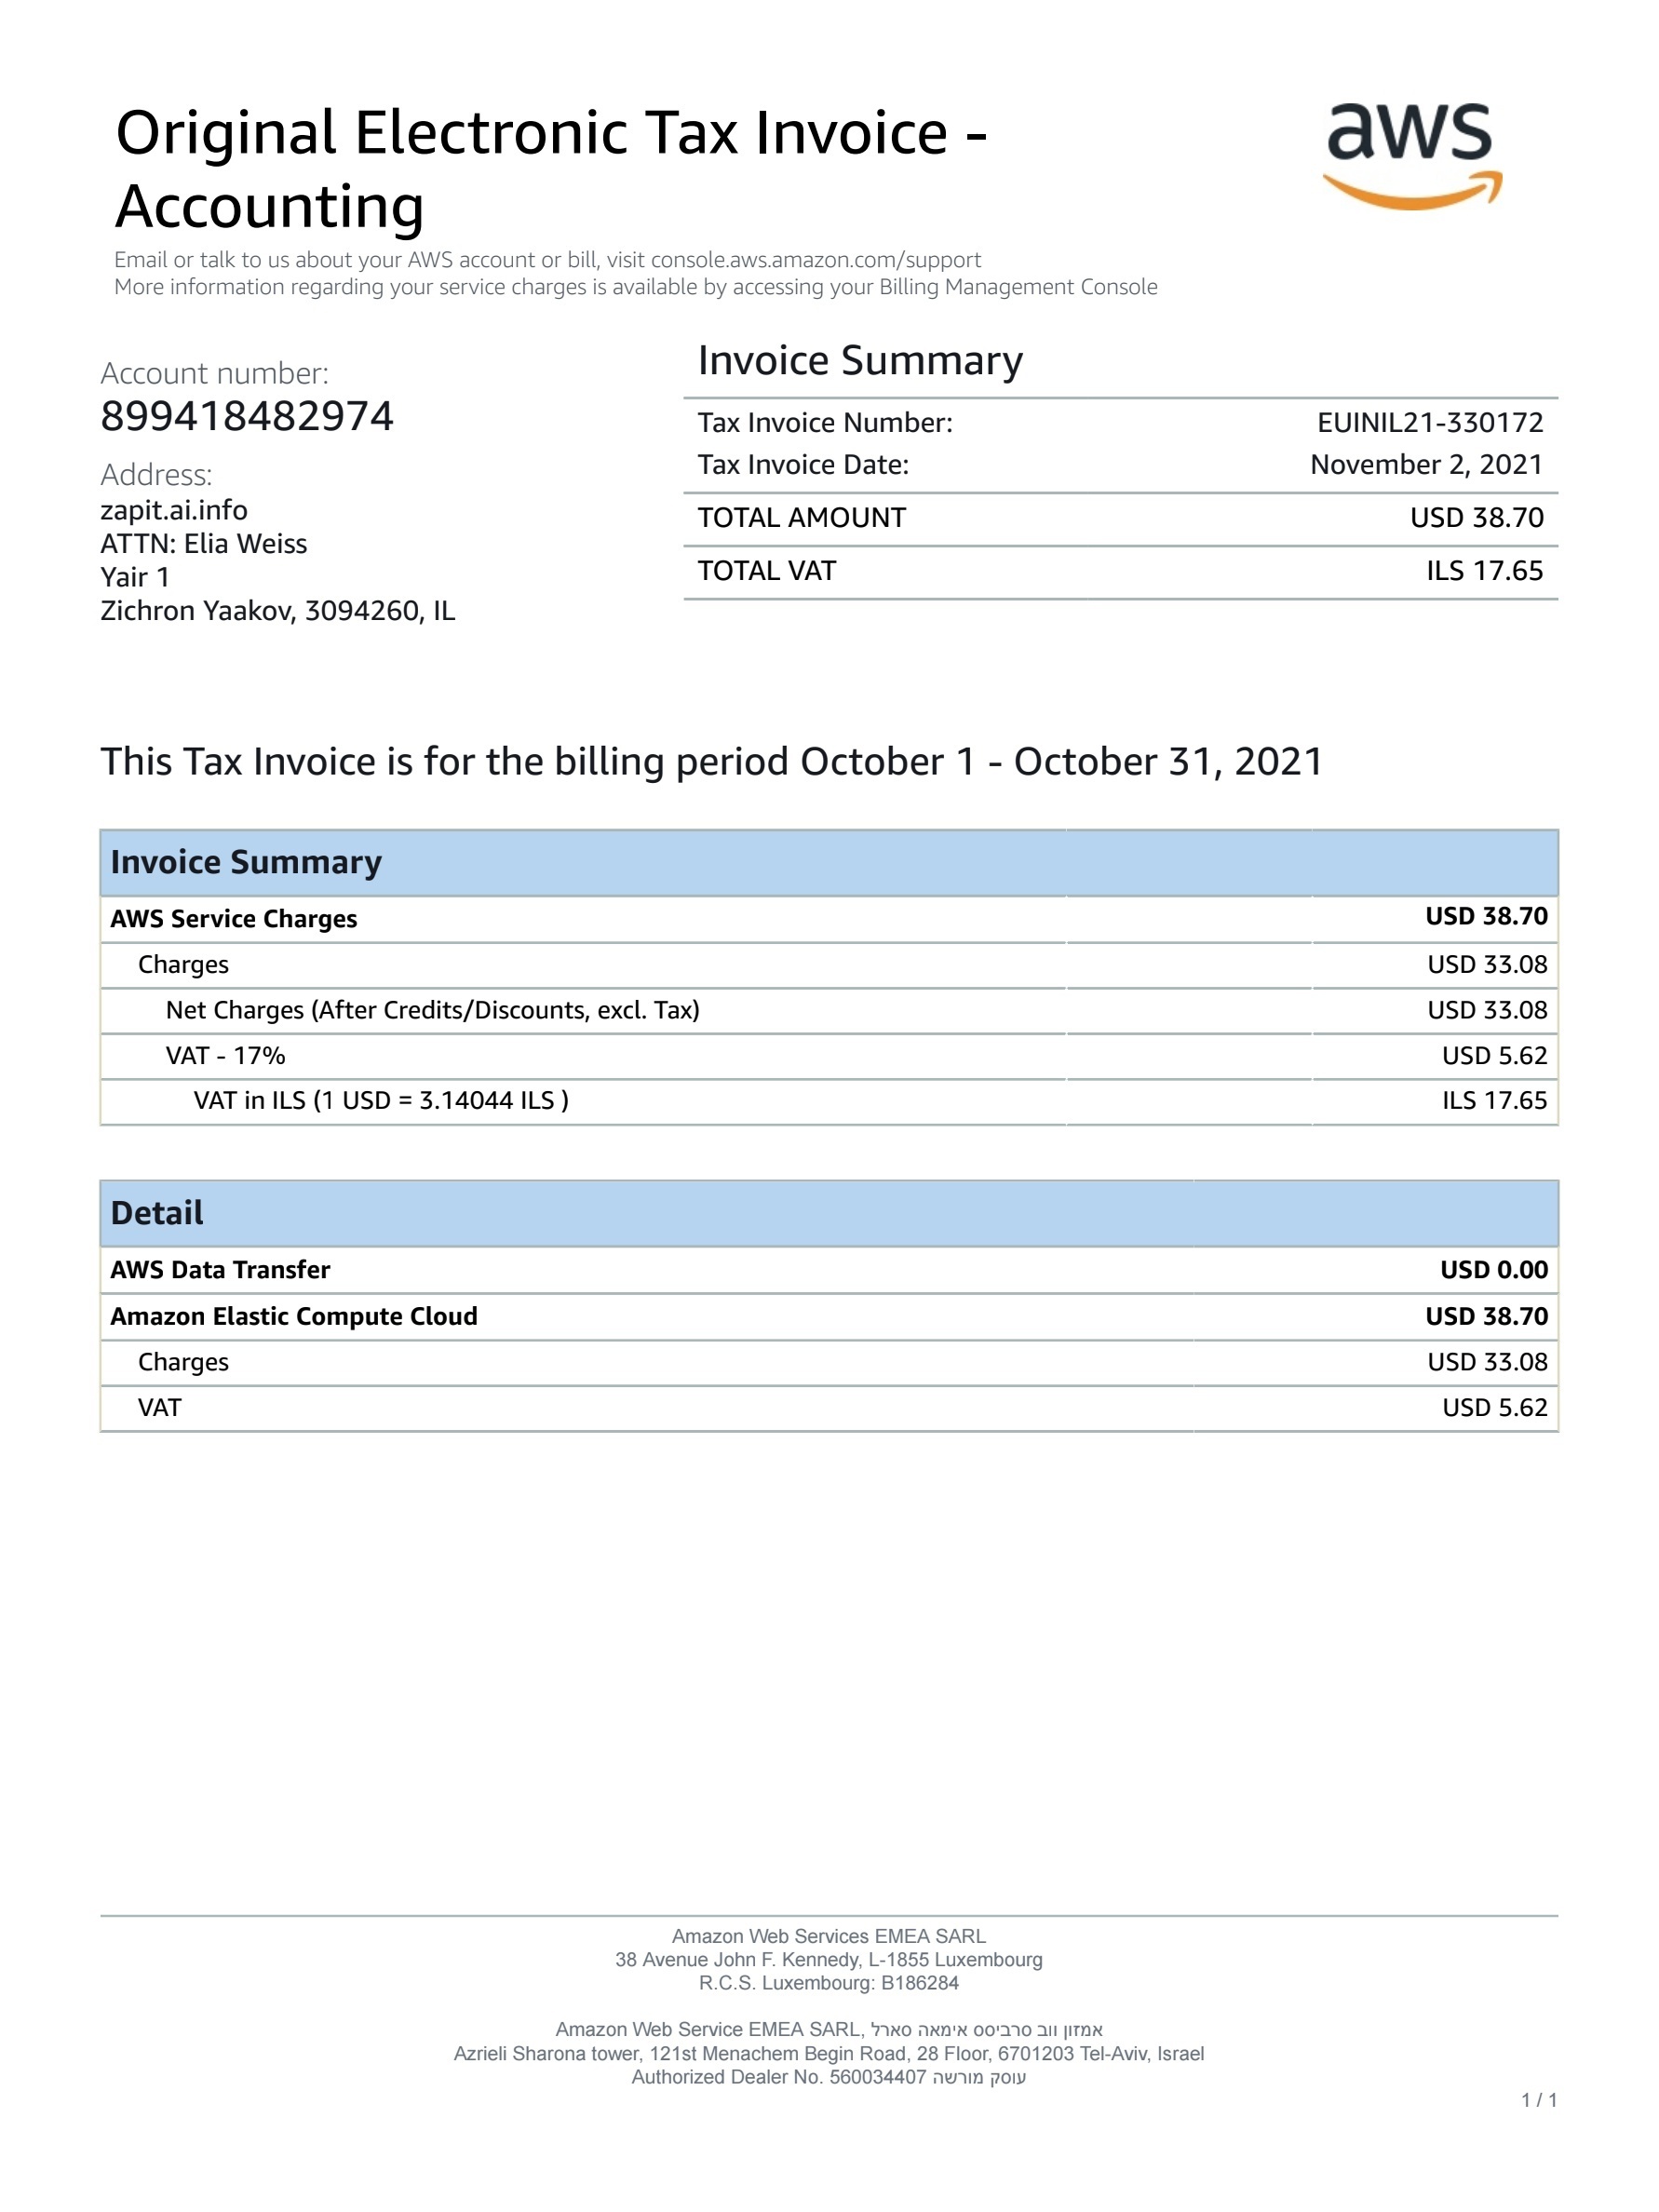 Original Electronic Tax Invoice -
Accounting
aws
Email or talk to us about your AWS account or bill, visit console.aws.amazon.com/support
More information regarding your service charges is available by accessing your Billing Management Console
Account number:
899418482974
Address:
zapit.ai.info
ATTN: Elia Weiss
Yair 1
Zichron Yaakov, 3094260, IL
Invoice Summary
Tax Invoice Number: EUINIL21-330172
Tax Invoice Date: November 2, 2021
TOTAL AMOUNT USD 38.70
TOTAL VAT ILS 17.65
This Tax Invoice is for the billing period October 1 - October 31, 2021
Invoice Summary
AWS Service Charges USD 38.70
Charges USD 33.08
Net Charges (After Credits/Discounts, excl. Tax) USD 33.08
VAT - 17% USD 5.62
VAT in ILS (1 USD = 3.14044 ILS ) ILS 17.65
Detail
AWS Data Transfer USD 0.00
Amazon Elastic Compute Cloud USD 38.70
Charges USD 33.08
VAT USD 5.62
Amazon Web Services EMEA SARL
38 Avenue John F. Kennedy, L-1855 Luxembourg
R.C.S. Luxembourg: B186284
Amazon Web Service EMEA SARL, אמזון ווב סרביסס אימאה סארל
Azrieli Sharona tower, 121st Menachem Begin Road, 28 Floor, 6701203 Tel-Aviv, Israel
Authorized Dealer No. 560034407 עוסק מורשה
1 / 1